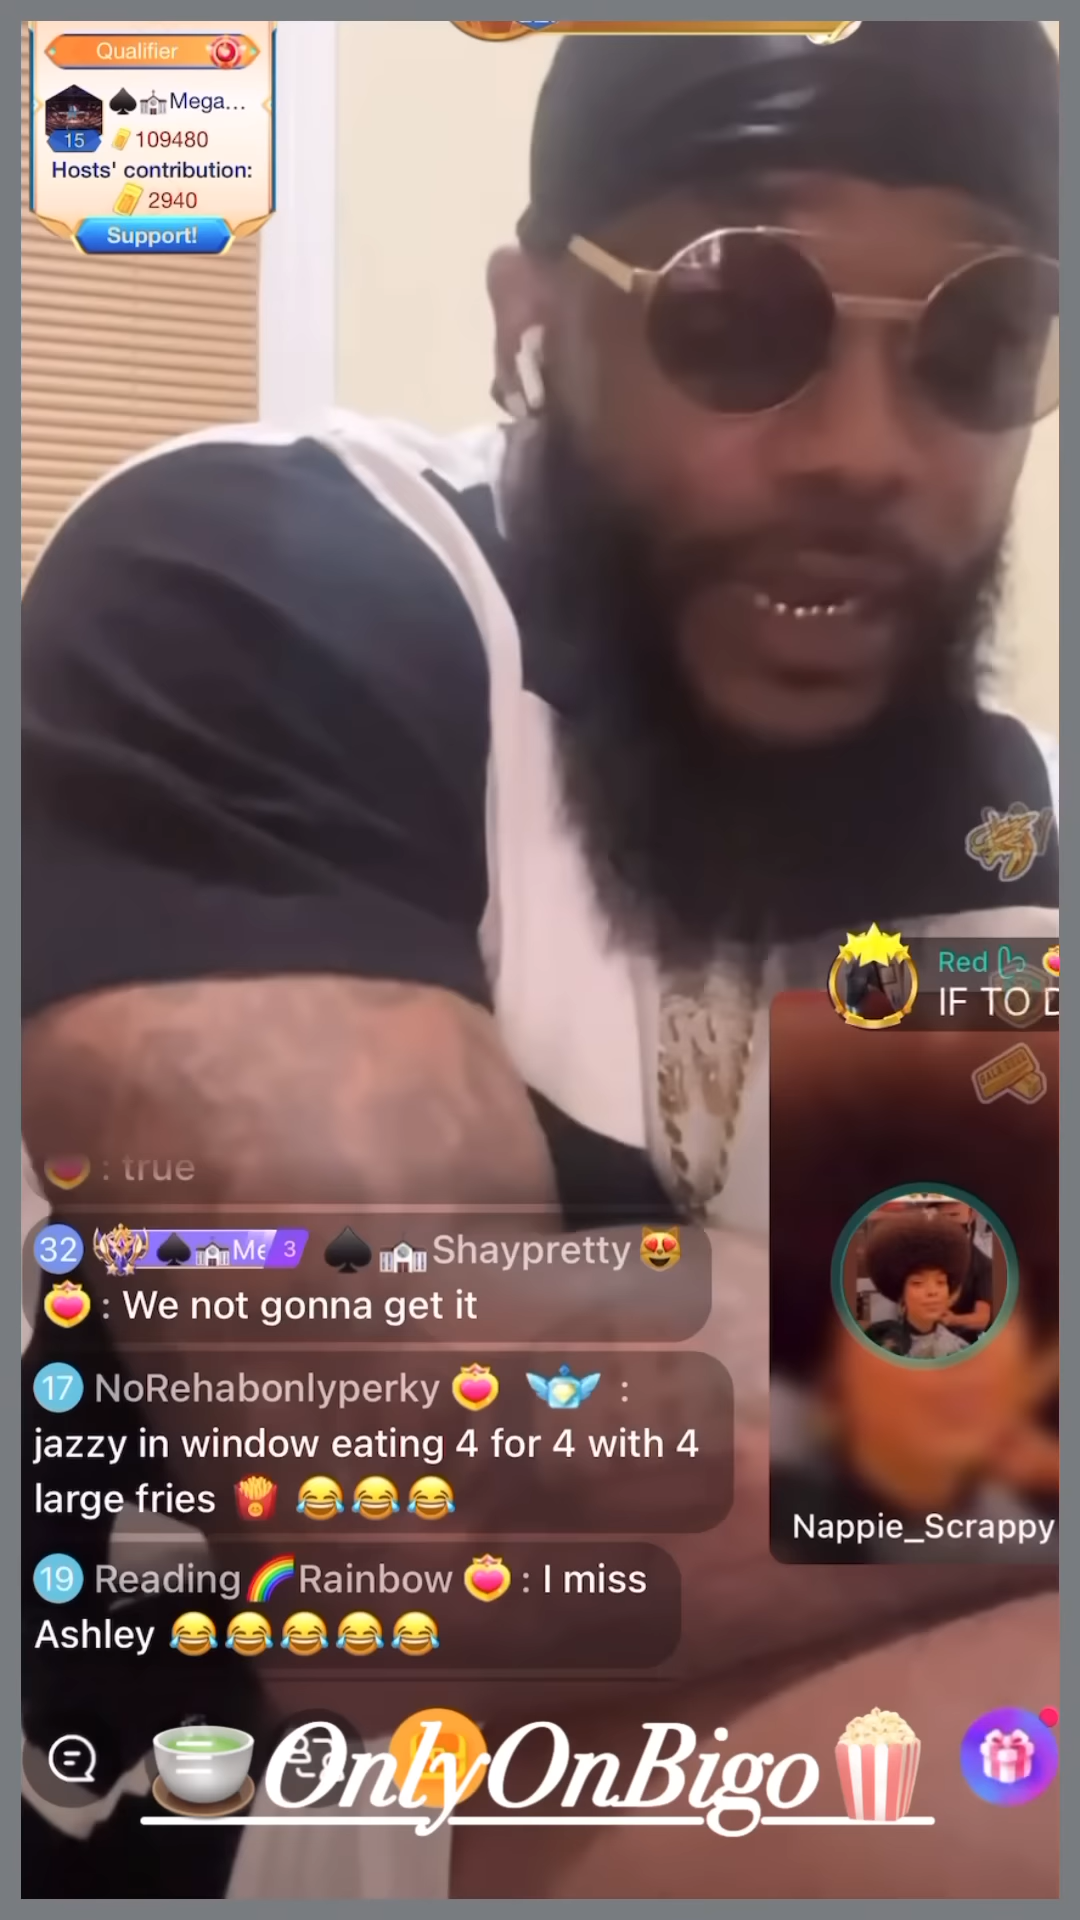 Qualifier
♠️⛪Mega...
15
109480
Hosts' contribution:
2940
Support!
Red
IF TO D
: true
32 3 ♠️⛪Shaypretty😻
: We not gonna get it
17 NoRehabonlyperky :
jazzy in window eating 4 for 4 with 4
large fries 🍟 😂😂😂
Nappie_Scrappy
19 Reading🌈Rainbow : I miss
Ashley 😂😂😂😂😂
🍵OnlyOnBigo🍿